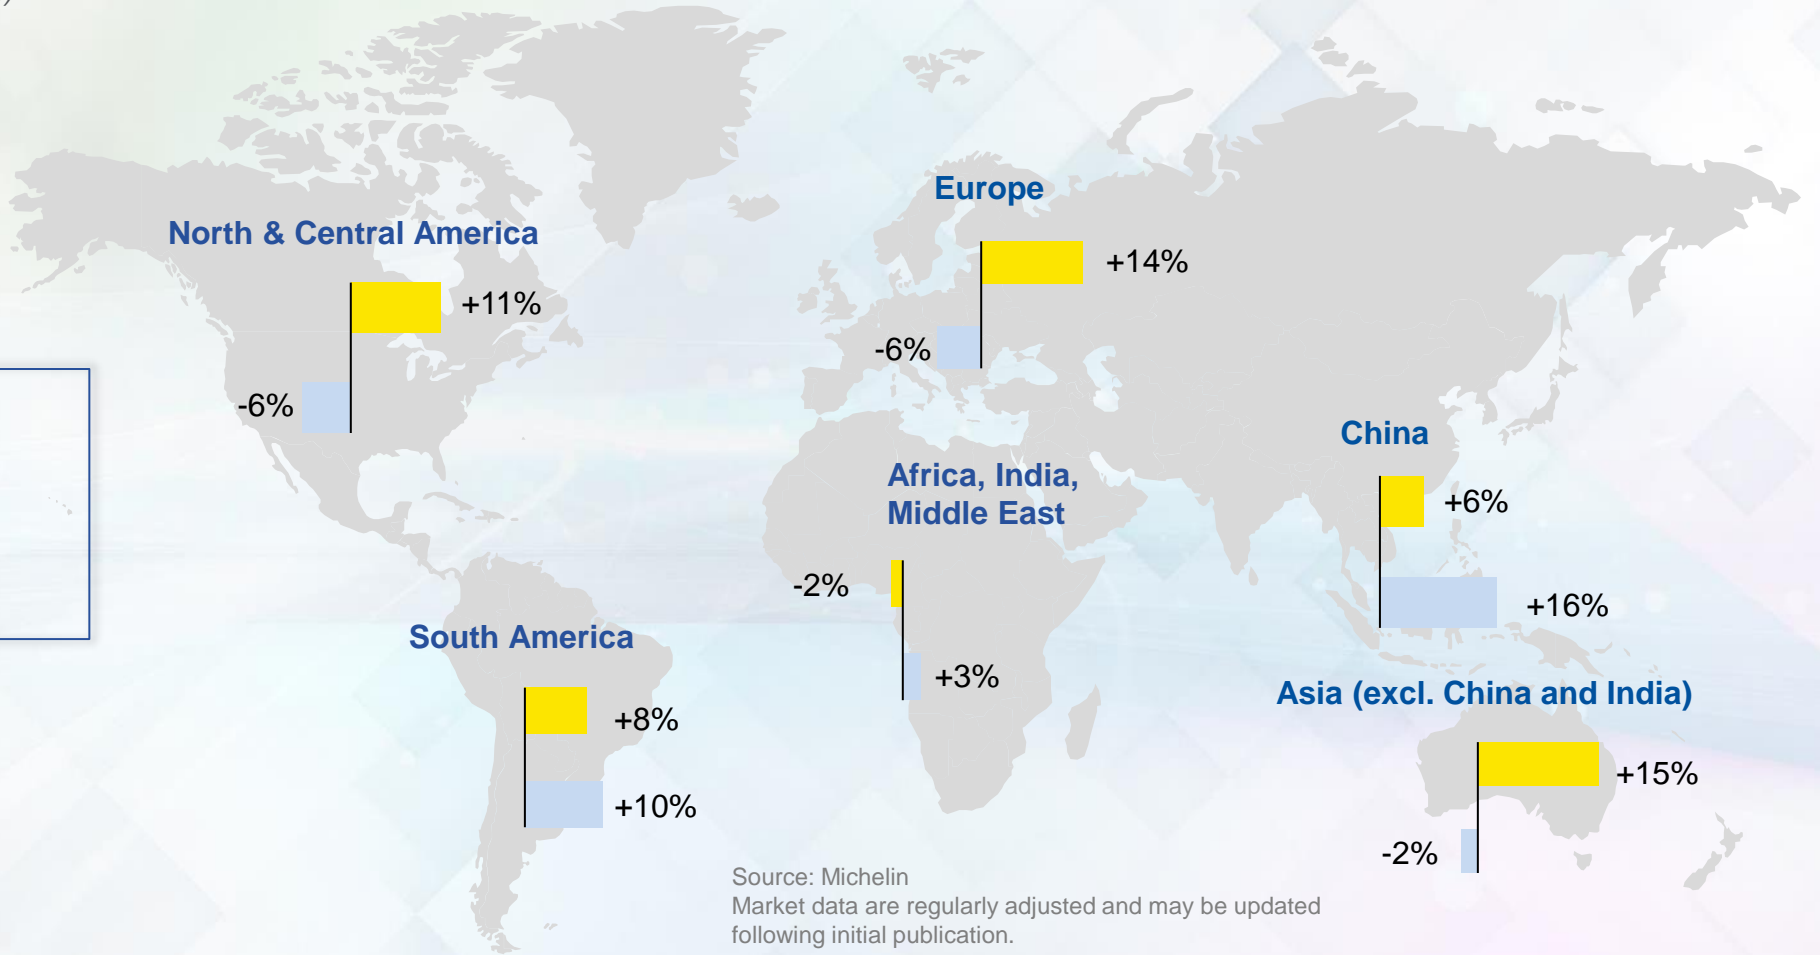 North & Central America
+11%
-6%
Europe
+14%
-6%
China
+6%
+16%
Africa, India,
Middle East
-2%
+3%
South America
+8%
+10%
Asia (excl. China and India)
+15%
-2%
Source: Michelin
Market data are regularly adjusted and may be updated
following initial publication.